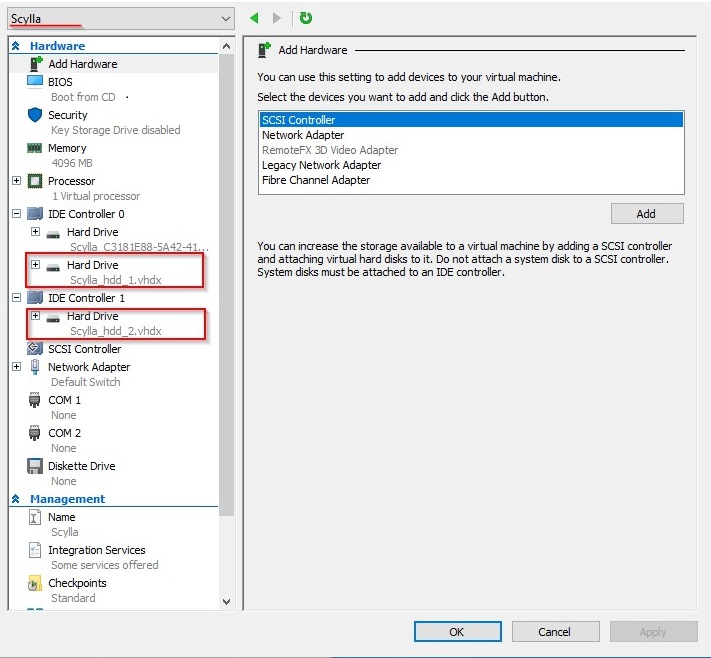 Scylla
Hardware
Add Hardware
BIOS
Boot from CD
Security
Key Storage Drive disabled
Memory
4096 MB
Processor
1 Virtual processor
IDE Controller 0
Hard Drive
Scylla_C3181E88-5A42-41...
Hard Drive
Scylla_hdd_1.vhdx
IDE Controller 1
Hard Drive
Scylla_hdd_2.vhdx
SCSI Controller
Network Adapter
Default Switch
COM 1
None
COM 2
None
Diskette Drive
None
Management
Name
Scylla
Integration Services
Some services offered
Checkpoints
Standard
Add Hardware
You can use this setting to add devices to your virtual machine.
Select the devices you want to add and click the Add button.
SCSI Controller
Network Adapter
RemoteFX 3D Video Adapter
Legacy Network Adapter
Fibre Channel Adapter
Add
You can increase the storage available to a virtual machine by adding a SCSI controller
and attaching virtual hard disks to it. Do not attach a system disk to a SCSI controller.
System disks must be attached to an IDE controller.
OK
Cancel
Apply